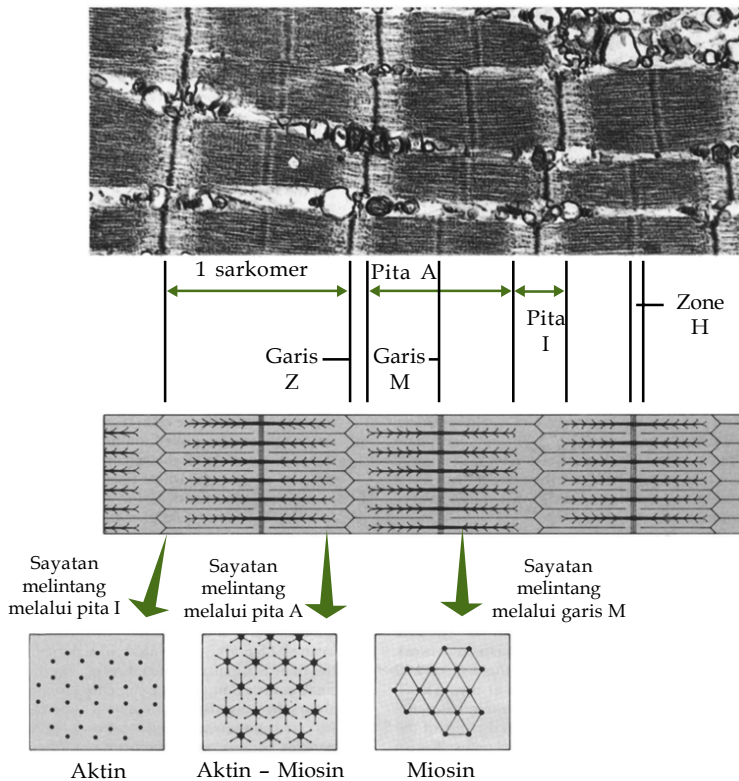 1 sarkomer
Pita A
Zone
H
Pita
I
Garis
Z
Garis
M
Sayatan
melintang
melalui pita I
Sayatan
melintang
melalui pita A
Sayatan
melintang
melalui garis M
Aktin
Aktin – Miosin
Miosin